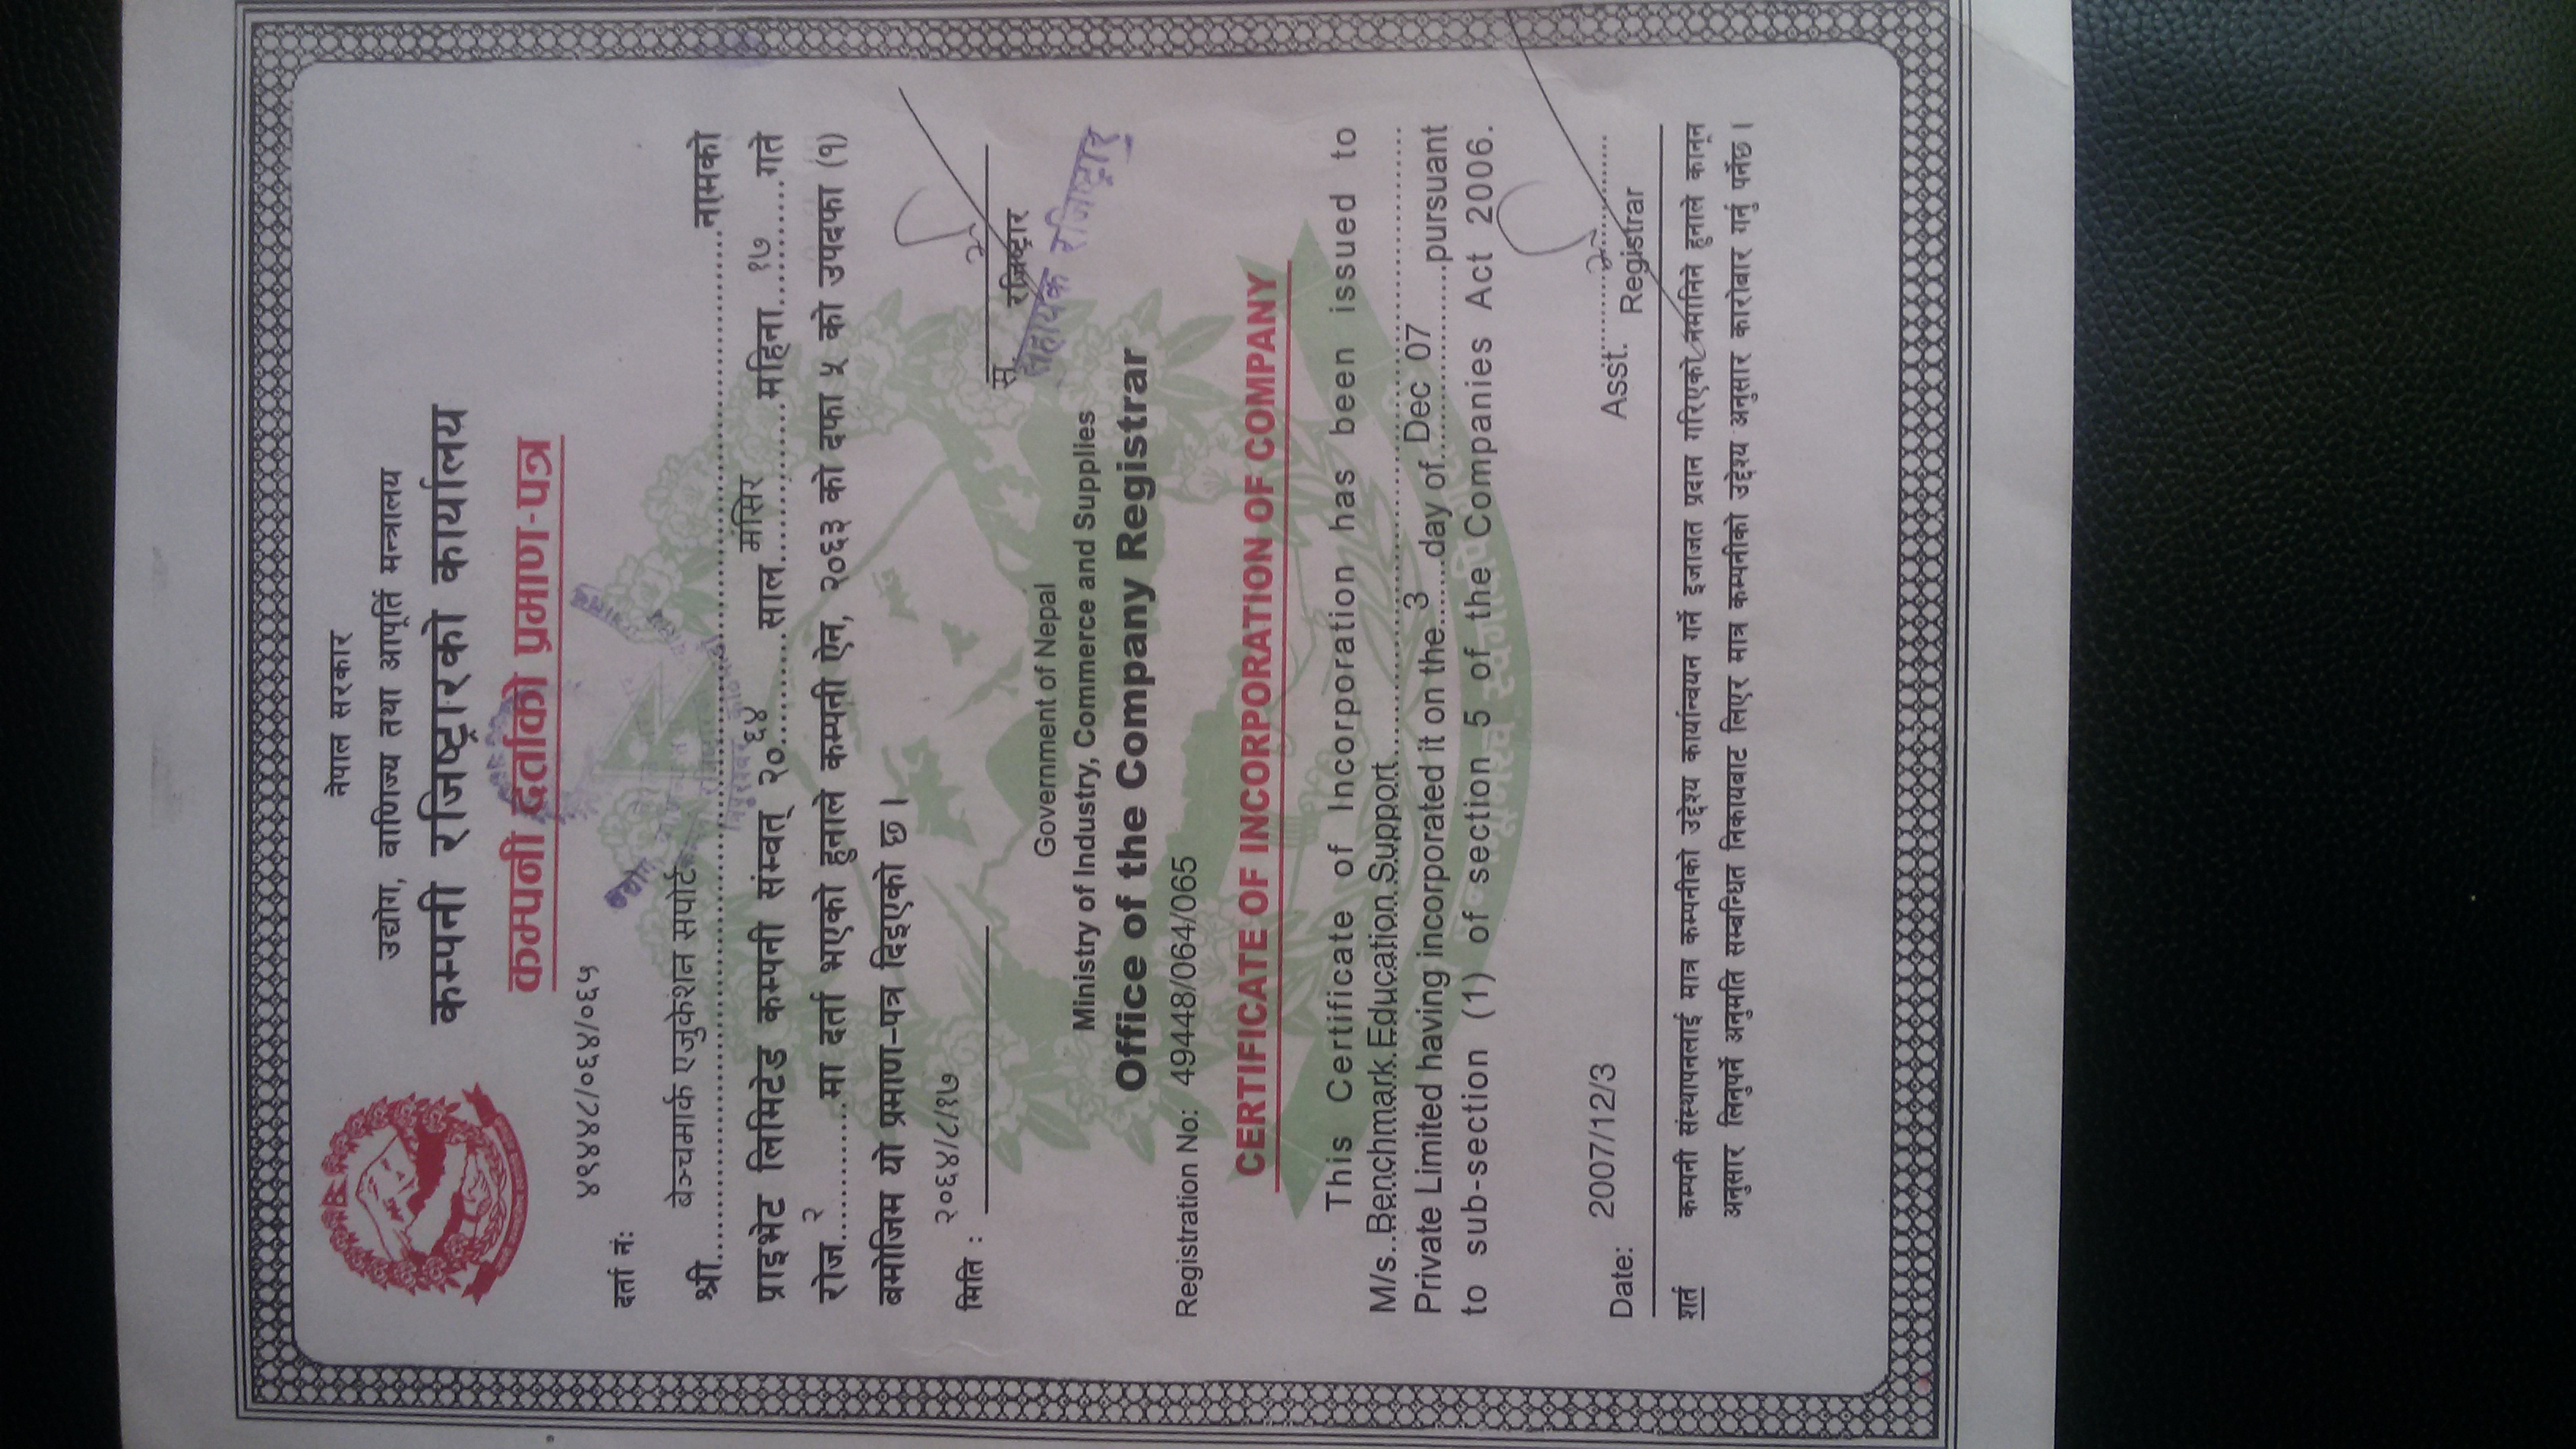 नेपाल सरकार
उद्योग, वाणिज्य तथा आपूर्ति मन्त्रालय
कम्पनी रजिष्ट्रारको कार्यालय
कम्पनी दर्ताको प्रमाण-पत्र
दर्ता नं: ४९४४८/०६४/०६५
श्री बेञ्चमार्क एजुकेशन सपोर्ट नामको
प्राइभेट लिमिटेड कम्पनी संम्वत् २०६४ साल मंसिर महिना १७ गते
रोज २ मा दर्ता भएको हुनाले कम्पनी ऐन, २०६३ को दफा ५ को उपदफा (१)
बमोजिम यो प्रमाण-पत्र दिइएको छ ।
मिति : २०६४/८/१७
स. रजिष्ट्रार
सहायक रजिष्ट्रार
Government of Nepal
Ministry of Industry, Commerce and Supplies
Office of the Company Registrar
Registration No: 49448/064/065
CERTIFICATE OF INCORPORATION OF COMPANY
This Certificate of Incorporation has been issued to
M/s. Benchmark Education Support
Private Limited having incorporated it on the 3 day of Dec 07 pursuant
to sub-section (1) of section 5 of the Companies Act 2006.
Date: 2007/12/3
Asst. Registrar
शर्त कम्पनी संस्थापनलाई मात्र कम्पनीको उद्देश्य कार्यान्वयन गर्ने इजाजत प्रदान गरिएको नमानिने हुनाले कानून
अनुसार लिनुपर्ने अनुमति सम्बन्धित निकायबाट लिएर मात्र कम्पनीको उद्देश्य अनुसार कारोबार गर्नु पर्नेछ ।